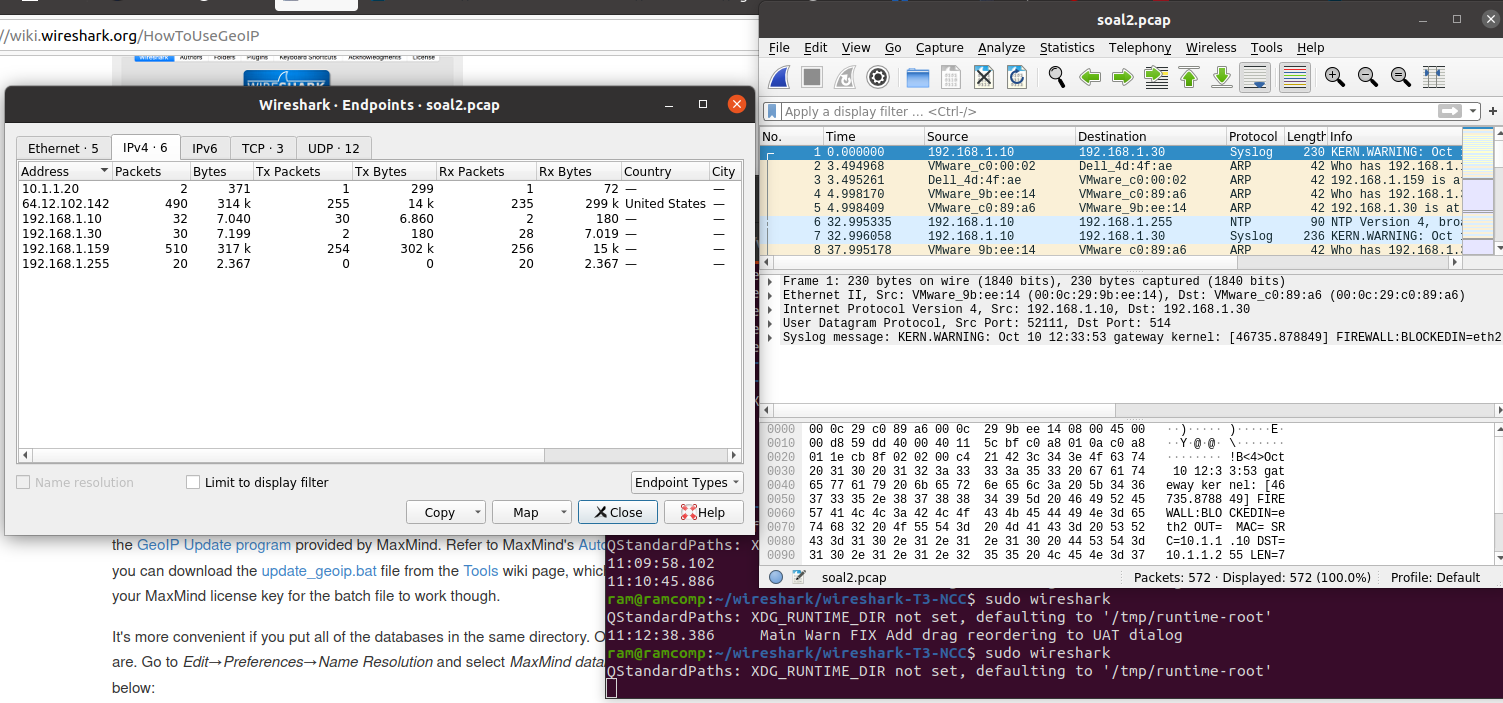 //wiki.wireshark.org/HowToUseGeoIP
Wireshark Authors Folders Plugins Keyboard Shortcuts Acknowledgments License
Wireshark · Endpoints · soal2.pcap
Ethernet · 5 IPv4 · 6 IPv6 TCP · 3 UDP · 12
Address Packets Bytes Tx Packets Tx Bytes Rx Packets Rx Bytes Country City
10.1.1.20 2 371 1 299 1 72 — —
64.12.102.142 490 314 k 255 14 k 235 299 k United States —
192.168.1.10 32 7.040 30 6.860 2 180 — —
192.168.1.30 30 7.199 2 180 28 7.019 — —
192.168.1.159 510 317 k 254 302 k 256 15 k — —
192.168.1.255 20 2.367 0 0 20 2.367 — —
Name resolution Limit to display filter Endpoint Types
Copy Map Close Help
the GeoIP Update program provided by MaxMind. Refer to MaxMind's
you can download the update_geoip.bat file from the Tools wiki page,
your MaxMind license key for the batch file to work though.
It's more convenient if you put all of the databases in the same directory.
are. Go to Edit→Preferences→Name Resolution and select MaxMind
below:
soal2.pcap
File Edit View Go Capture Analyze Statistics Telephony Wireless Tools Help
Apply a display filter … <Ctrl-/>
No. Time Source Destination Protocol Length Info
1 0.000000 192.168.1.10 192.168.1.30 Syslog 230 KERN.WARNING: Oct
2 3.494968 VMware_c0:00:02 Dell_4d:4f:ae ARP 42 Who has 192.168.1.
3 3.495261 Dell_4d:4f:ae VMware_c0:00:02 ARP 42 192.168.1.159 is a
4 4.998170 VMware_9b:ee:14 VMware_c0:89:a6 ARP 42 Who has 192.168.1.
5 4.998409 VMware_c0:89:a6 VMware_9b:ee:14 ARP 42 192.168.1.30 is at
6 32.995335 192.168.1.10 192.168.1.255 NTP 90 NTP Version 4, bro
7 32.996058 192.168.1.10 192.168.1.30 Syslog 236 KERN.WARNING: Oct
8 37.995178 VMware_9b:ee:14 VMware_c0:89:a6 ARP 42 Who has 192.168.1.
Frame 1: 230 bytes on wire (1840 bits), 230 bytes captured (1840 bits)
Ethernet II, Src: VMware_9b:ee:14 (00:0c:29:9b:ee:14), Dst: VMware_c0:89:a6 (00:0c:29:c0:89:a6)
Internet Protocol Version 4, Src: 192.168.1.10, Dst: 192.168.1.30
User Datagram Protocol, Src Port: 52111, Dst Port: 514
Syslog message: KERN.WARNING: Oct 10 12:33:53 gateway kernel: [46735.878849] FIREWALL:BLOCKEDIN=eth2
0000 00 0c 29 c0 89 a6 00 0c 29 9b ee 14 08 00 45 00 ··)····· )·····E·
0010 00 d8 59 dd 40 00 40 11 5c bf c0 a8 01 0a c0 a8 ··Y·@·@· \·······
0020 01 1e cb 8f 02 02 00 c4 21 42 3c 34 3e 4f 63 74 ········ !B<4>Oct
0030 20 31 30 20 31 32 3a 33 33 3a 35 33 20 67 61 74 10 12:3 3:53 gat
0040 65 77 61 79 20 6b 65 72 6e 65 6c 3a 20 5b 34 36 eway ker nel: [46
0050 37 33 35 2e 38 37 38 38 34 39 5d 20 46 49 52 45 735.8788 49] FIRE
0060 57 41 4c 4c 3a 42 4c 4f 43 4b 45 44 49 4e 3d 65 WALL:BLO CKEDIN=e
0070 74 68 32 20 4f 55 54 3d 20 4d 41 43 3d 20 53 52 th2 OUT= MAC= SR
0080 43 3d 31 30 2e 31 2e 31 2e 31 30 20 44 53 54 3d C=10.1.1 .10 DST=
0090 31 30 2e 31 2e 31 2e 32 35 35 20 4c 45 4e 3d 37 10.1.1.2 55 LEN=7
soal2.pcap Packets: 572 · Displayed: 572 (100.0%) Profile: Default
QStandardPaths:
11:09:58.102
11:10:45.886
ram@ramcomp:~/wireshark/wireshark-T3-NCC$ sudo wireshark
QStandardPaths: XDG_RUNTIME_DIR not set, defaulting to '/tmp/runtime-root'
11:12:38.386 Main Warn FIX Add drag reordering to UAT dialog
ram@ramcomp:~/wireshark/wireshark-T3-NCC$ sudo wireshark
QStandardPaths: XDG_RUNTIME_DIR not set, defaulting to '/tmp/runtime-root'